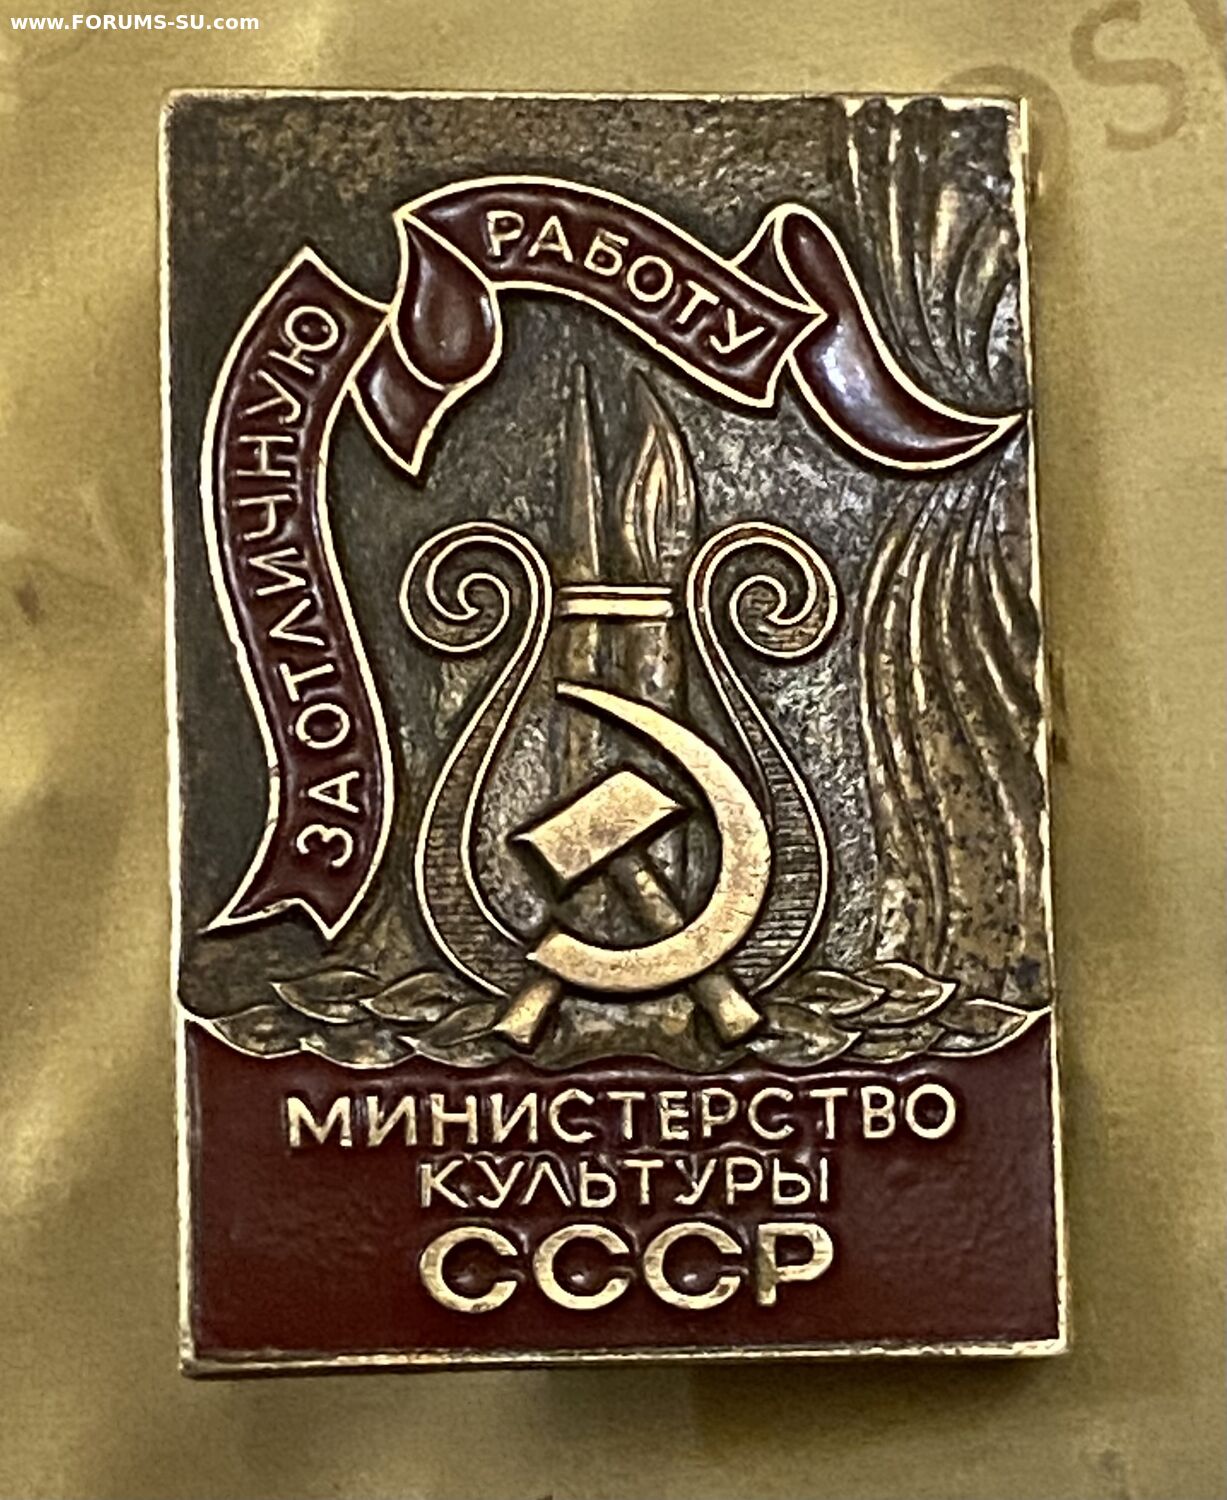 www.FORUMS-SU.com
ЗА ОТЛИЧНУЮ
РАБОТУ
МИНИСТЕРСТВО
КУЛЬТУРЫ
СССР